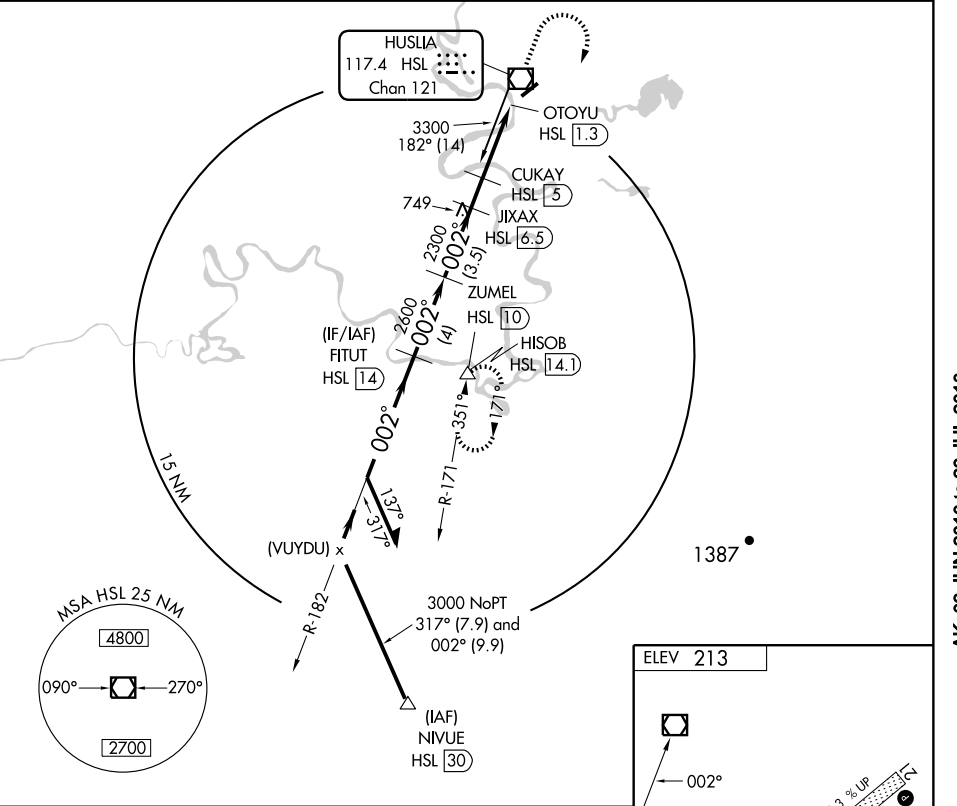 HUSLIA
117.4 HSL
Chan 121
OTOYU
HSL 1.3
3300
182° (14)
CUKAY
HSL 5
749
JIXAX
HSL 6.5
2300
002°
(3.5)
ZUMEL
HSL 10
2600
002°
(4)
(IF/IAF)
FITUT
HSL 14
HISOB
HSL 14.1
002°
351°
171°
R-171
15 NM
137°
317°
(VUYDU) x
1387
R-182
3000 NoPT
317° (7.9) and
002° (9.9)
MSA HSL 25 NM
4800
090°
270°
2700
(IAF)
NIVUE
HSL 30
ELEV 213
002°
% UP
21
P